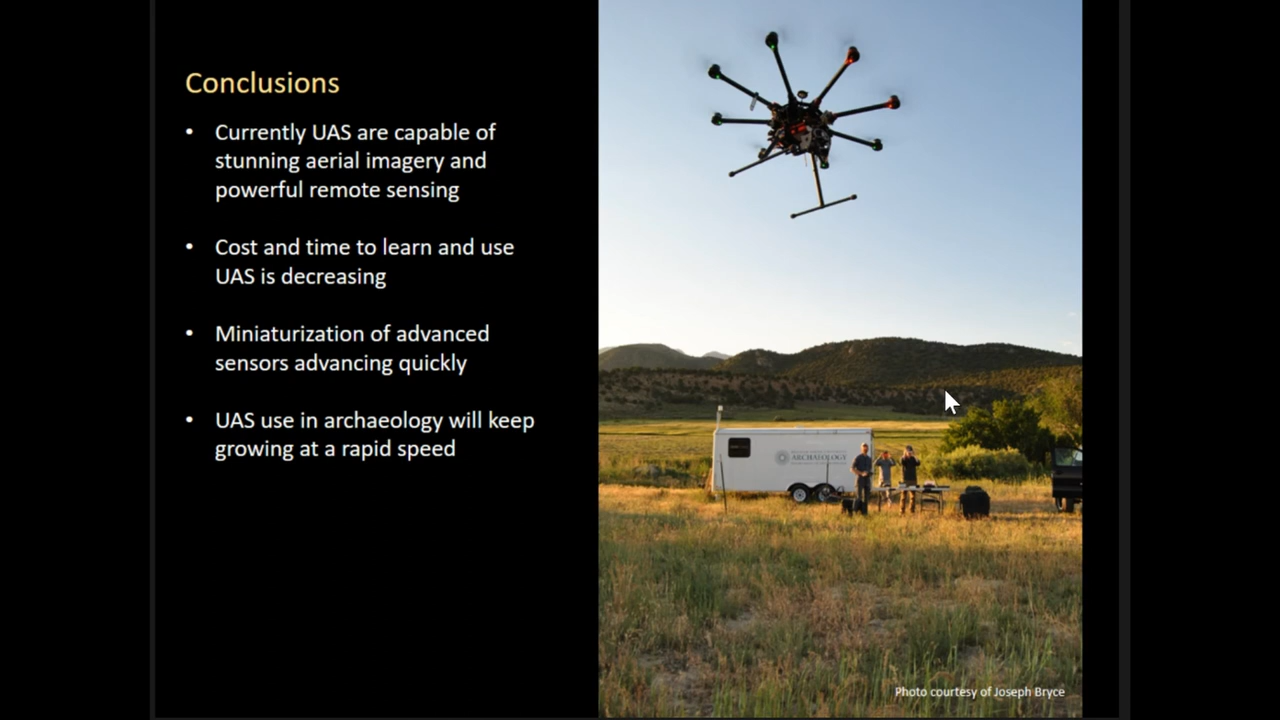 Conclusions
• Currently UAS are capable of
stunning aerial imagery and
powerful remote sensing
• Cost and time to learn and use
UAS is decreasing
• Miniaturization of advanced
sensors advancing quickly
• UAS use in archaeology will keep
growing at a rapid speed
ARCHAEOLOGY
Photo courtesy of Joseph Bryce